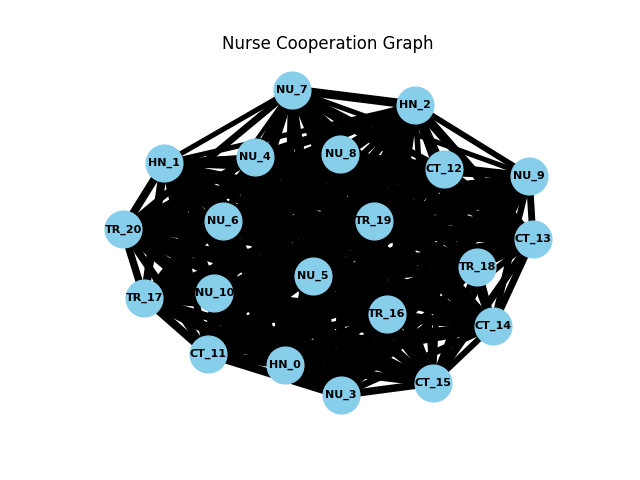 Nurse Cooperation Graph
NU_7
HN_2
NU_8
NU_4
HN_1
CT_12
NU_9
NU_6
TR_19
TR_20
CT_13
TR_18
NU_5
NU_10
TR_17
TR_16
CT_14
CT_11
HN_0
CT_15
NU_3